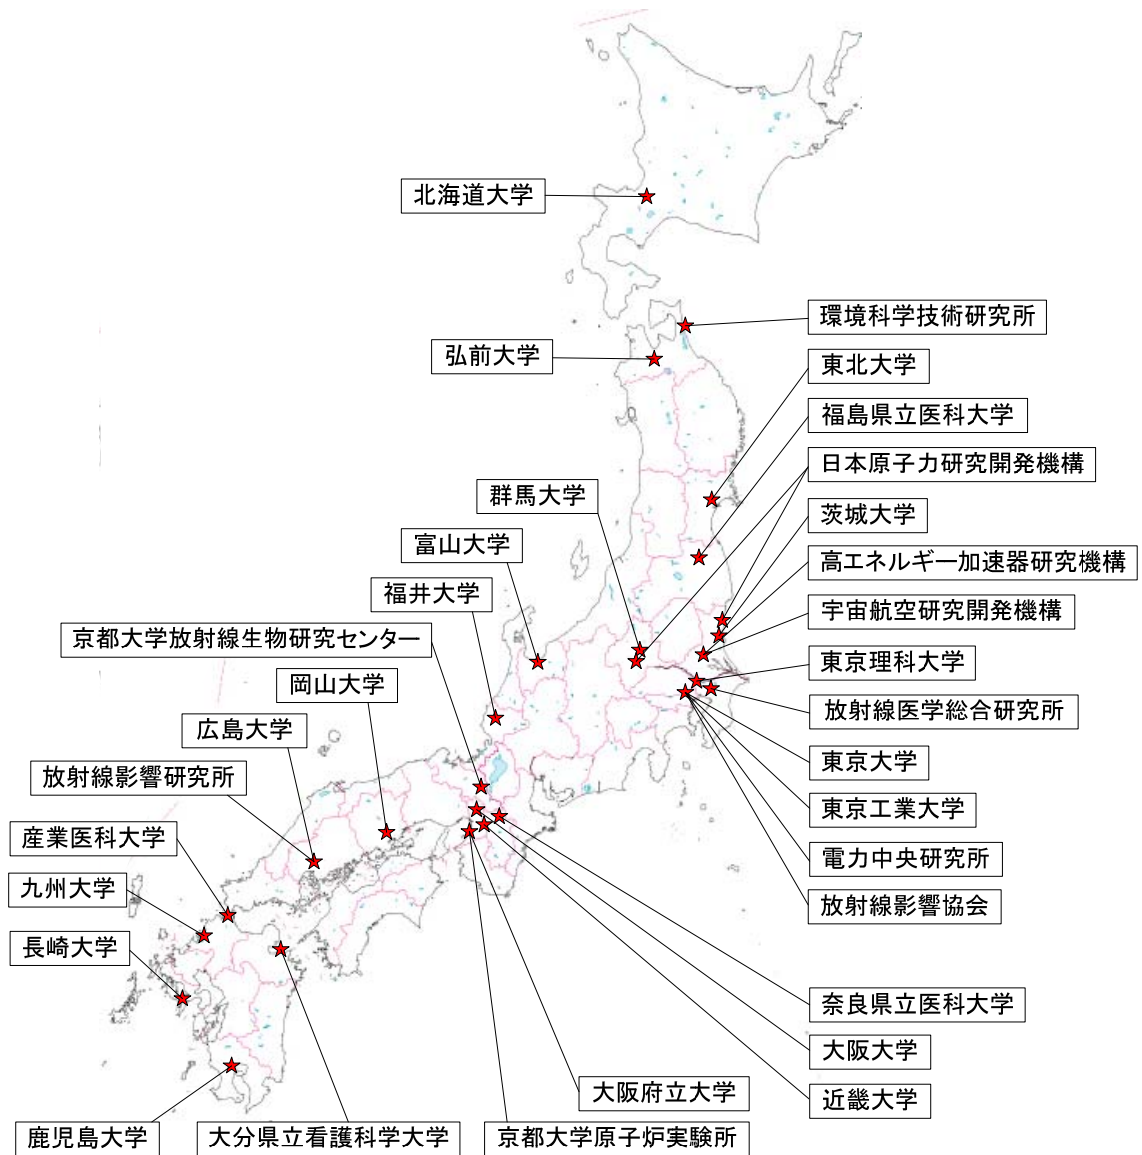 北海道大学
環境科学技術研究所
弘前大学
東北大学
福島県立医科大学
日本原子力研究開発機構
群馬大学
茨城大学
富山大学
高エネルギー加速器研究機構
福井大学
宇宙航空研究開発機構
京都大学放射線生物研究センター
東京理科大学
岡山大学
放射線医学総合研究所
広島大学
東京大学
放射線影響研究所
東京工業大学
産業医科大学
電力中央研究所
九州大学
放射線影響協会
長崎大学
奈良県立医科大学
大阪大学
大阪府立大学
近畿大学
鹿児島大学
大分県立看護科学大学
京都大学原子炉実験所